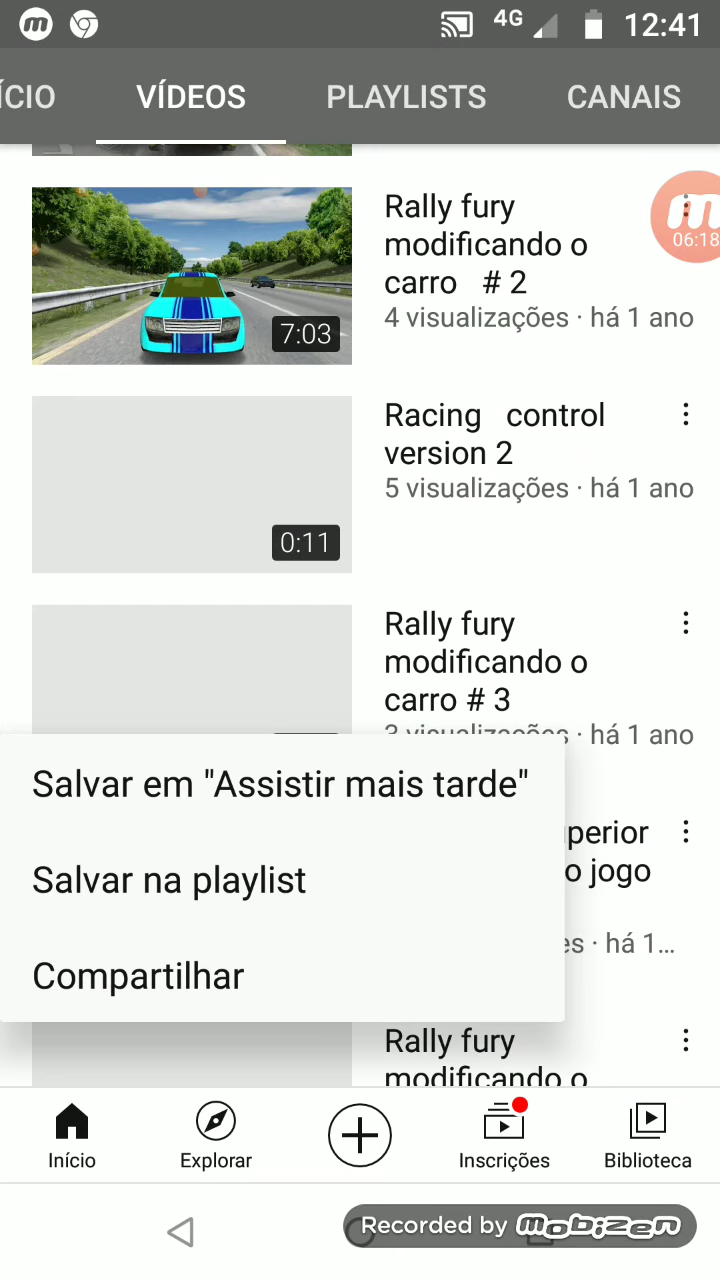 4G 12:41
ÍCIO VÍDEOS PLAYLISTS CANAIS
Rally fury
modificando o
carro # 2
4 visualizações · há 1 ano
7:03
06:18
Racing control
version 2
5 visualizações · há 1 ano
0:11
Rally fury
modificando o
carro # 3
3 visualizações · há 1 ano
perior
o jogo
es · há 1...
Salvar em "Assistir mais tarde"
Salvar na playlist
Compartilhar
Rally fury
modificando o
Início Explorar Inscrições Biblioteca
Recorded by mobizen